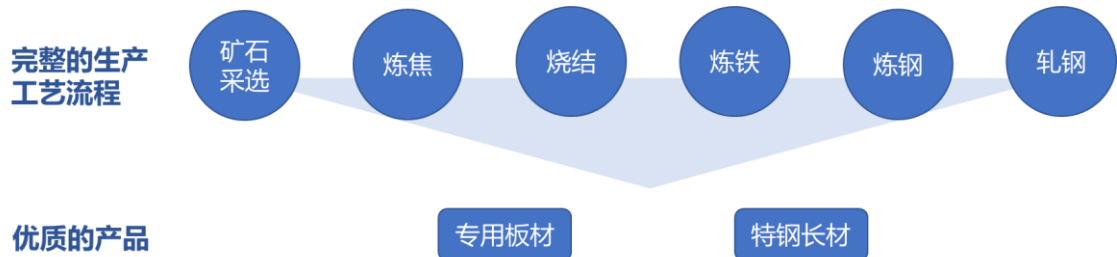 完整的生产
工艺流程
矿石
采选
炼焦
烧结
炼铁
炼钢
轧钢
优质的产品
专用板材
特钢长材